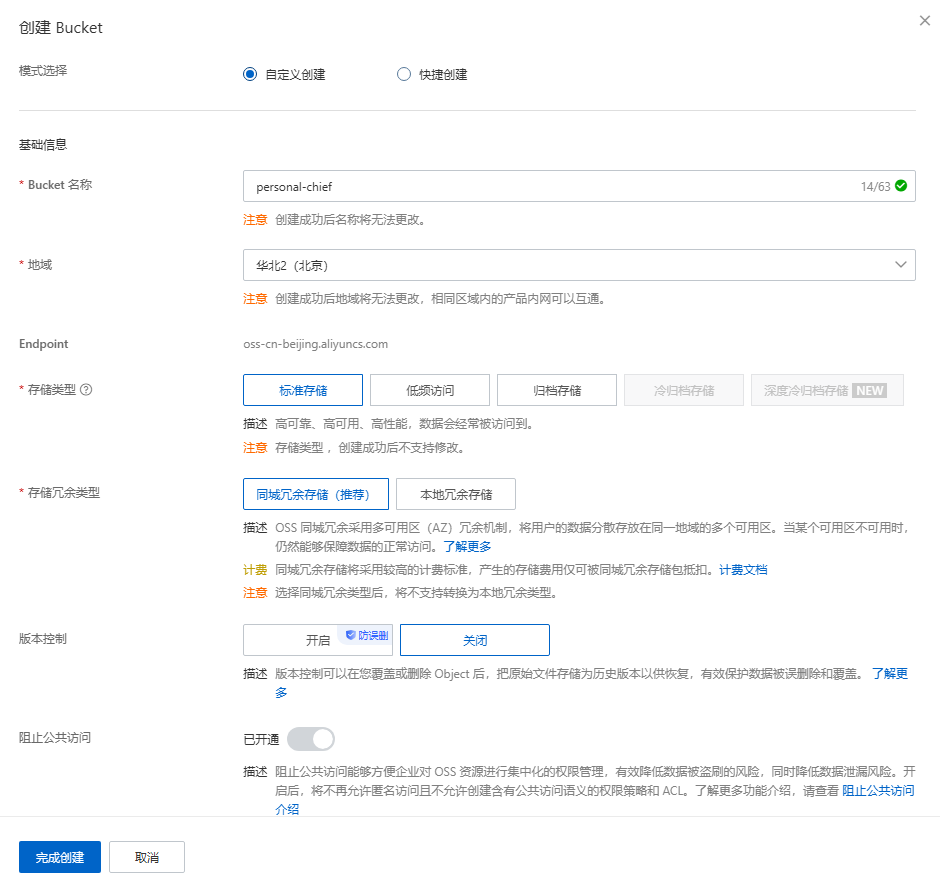 创建 Bucket
模式选择
自定义创建
快捷创建
基础信息
* Bucket 名称
personal-chief
14/63
注意 创建成功后名称将无法更改。
* 地域
华北2（北京）
注意 创建成功后地域将无法更改，相同区域内的产品内网可以互通。
Endpoint
oss-cn-beijing.aliyuncs.com
* 存储类型 ?
标准存储
低频访问
归档存储
冷归档存储
深度冷归档存储 NEW
描述 高可靠、高可用、高性能，数据会经常被访问到。
注意 存储类型 ，创建成功后不支持修改。
* 存储冗余类型
同城冗余存储（推荐）
本地冗余存储
描述 OSS 同城冗余采用多可用区（AZ）冗余机制，将用户的数据分散存放在同一地域的多个可用区。当某个可用区不可用时，
仍然能够保障数据的正常访问。了解更多
计费 同城冗余存储将采用较高的计费标准，产生的存储费用仅可被同城冗余存储包抵扣。计费文档
注意 选择同城冗余类型后，将不支持转换为本地冗余类型。
版本控制
开启
防误删
关闭
描述 版本控制可以在您覆盖或删除 Object 后，把原始文件存储为历史版本以供恢复，有效保护数据被误删除和覆盖。 了解更
多
阻止公共访问
已开通
描述 阻止公共访问能够方便企业对 OSS 资源进行集中化的权限管理，有效降低数据被盗刷的风险，同时降低数据泄漏风险。开
启后，将不再允许匿名访问且不允许创建含有公共访问语义的权限策略和 ACL。了解更多功能介绍，请查看 阻止公共访问
介绍
完成创建
取消